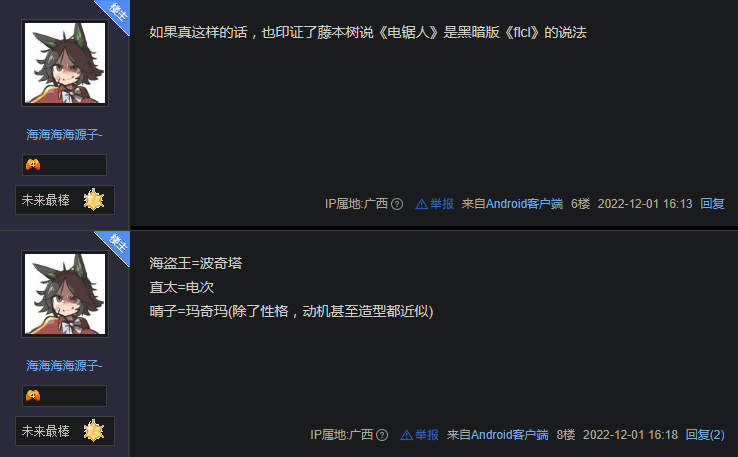 楼主
如果真这样的话，也印证了藤本树说《电锯人》是黑暗版《flcl》的说法
海海海海源子-
未来最棒
IP属地:广西 举报 来自Android客户端 6楼 2022-12-01 16:13 回复
楼主
海盗王=波奇塔
直太=电次
晴子=玛奇玛(除了性格，动机甚至造型都近似)
海海海海源子-
未来最棒
IP属地:广西 举报 来自Android客户端 8楼 2022-12-01 16:18 回复(2)